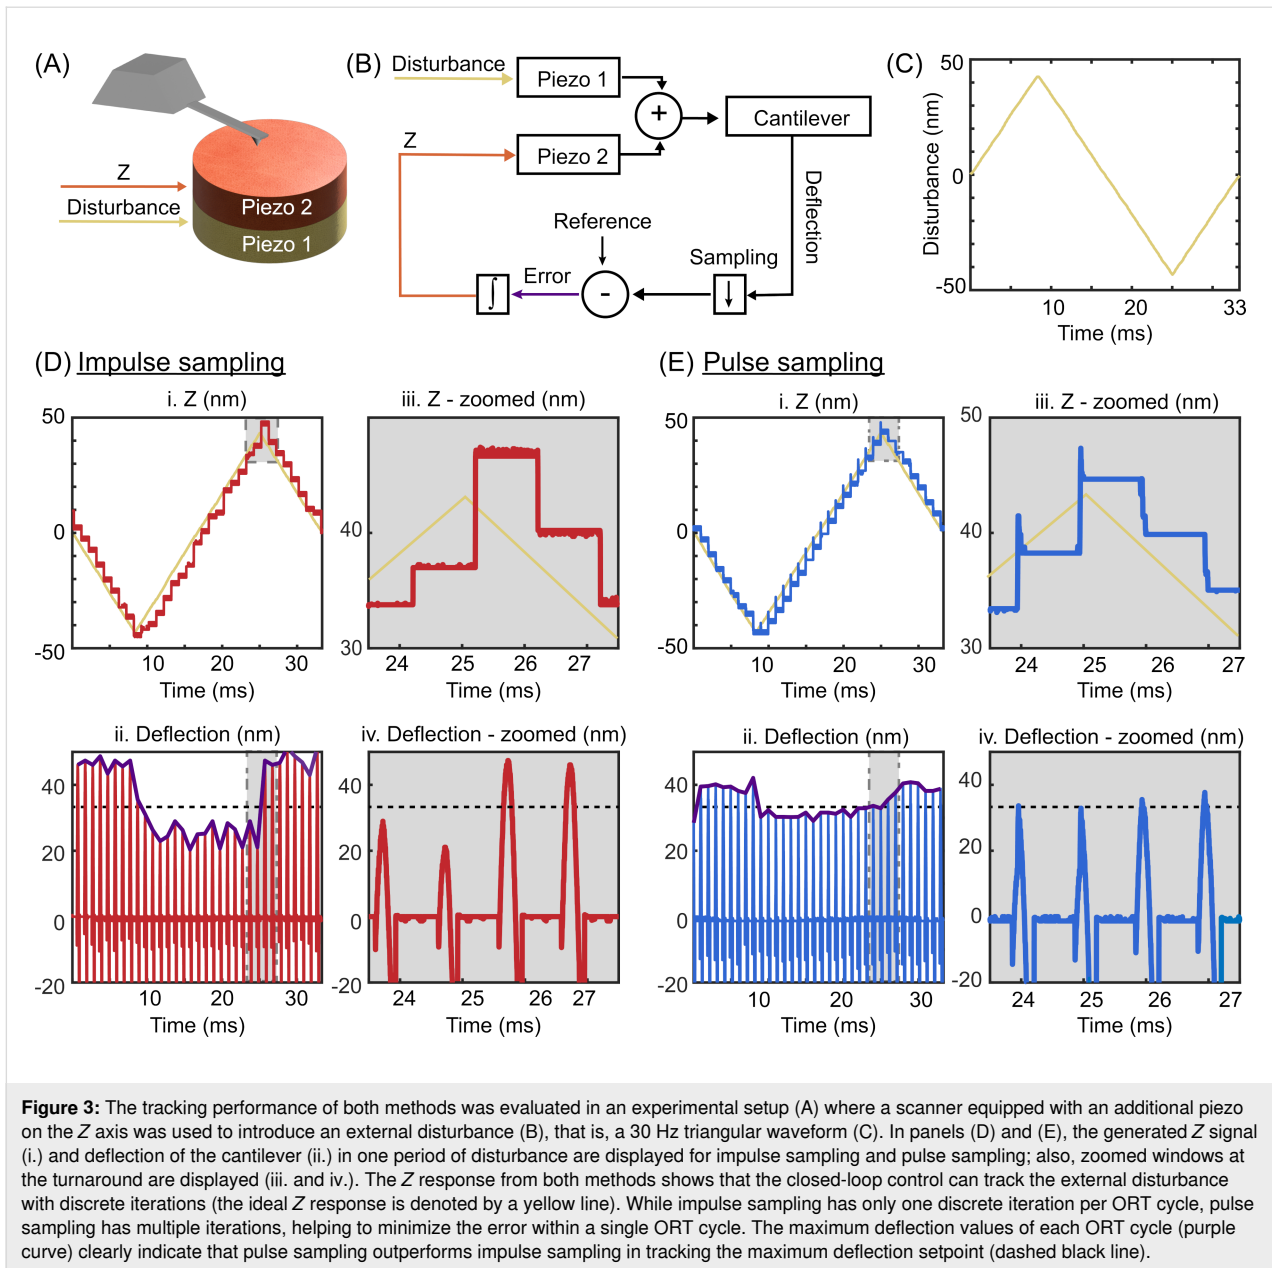 (A)
Z
Disturbance
Piezo 2
Piezo 1
(B)
Disturbance
Piezo 1
+
Cantilever
Z
Piezo 2
Deflection
Reference
Sampling
Error
∫
-
↓
(C)
Disturbance (nm)
50
0
-50
10
20
33
Time (ms)
(D) Impulse sampling
i. Z (nm)
50
0
-50
10
20
30
Time (ms)
iii. Z - zoomed (nm)
40
30
24
25
26
27
Time (ms)
ii. Deflection (nm)
40
20
0
-20
10
20
30
Time (ms)
iv. Deflection - zoomed (nm)
40
20
0
-20
24
25
26
27
Time (ms)
(E) Pulse sampling
i. Z (nm)
50
0
-50
10
20
30
Time (ms)
iii. Z - zoomed (nm)
50
40
30
24
25
26
27
Time (ms)
ii. Deflection (nm)
40
20
0
-20
10
20
30
Time (ms)
iv. Deflection - zoomed (nm)
40
20
0
-20
24
25
26
27
Time (ms)
Figure 3: The tracking performance of both methods was evaluated in an experimental setup (A) where a scanner equipped with an additional piezo
on the Z axis was used to introduce an external disturbance (B), that is, a 30 Hz triangular waveform (C). In panels (D) and (E), the generated Z signal
(i.) and deflection of the cantilever (ii.) in one period of disturbance are displayed for impulse sampling and pulse sampling; also, zoomed windows at
the turnaround are displayed (iii. and iv.). The Z response from both methods shows that the closed-loop control can track the external disturbance
with discrete iterations (the ideal Z response is denoted by a yellow line). While impulse sampling has only one discrete iteration per ORT cycle, pulse
sampling has multiple iterations, helping to minimize the error within a single ORT cycle. The maximum deflection values of each ORT cycle (purple
curve) clearly indicate that pulse sampling outperforms impulse sampling in tracking the maximum deflection setpoint (dashed black line).